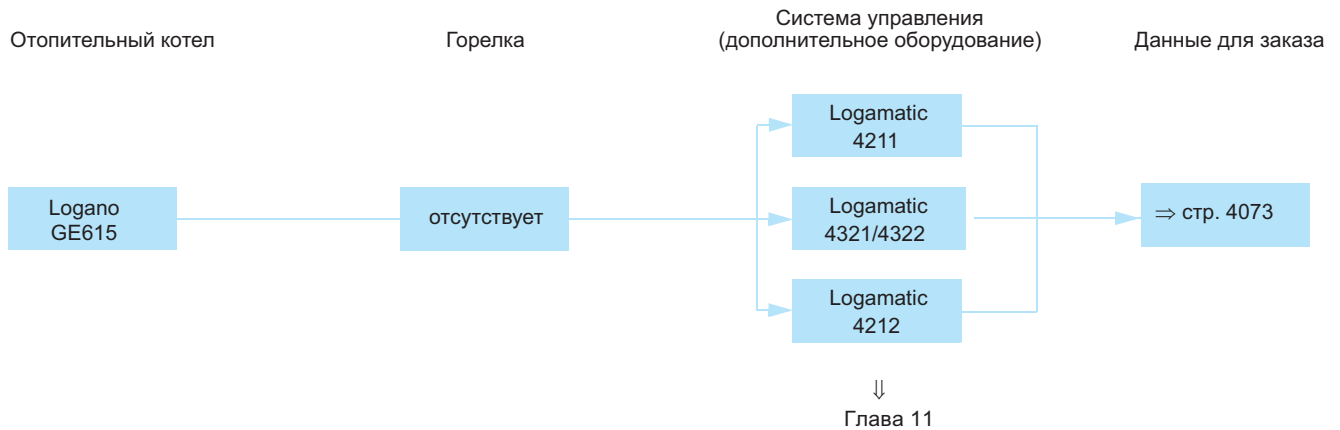 Отопительный котел
Горелка
Система управления
(дополнительное оборудование)
Данные для заказа
Logano
GE615
отсутствует
Logamatic
4211
Logamatic
4321/4322
Logamatic
4212
⇒ стр. 4073
⇓
Глава 11